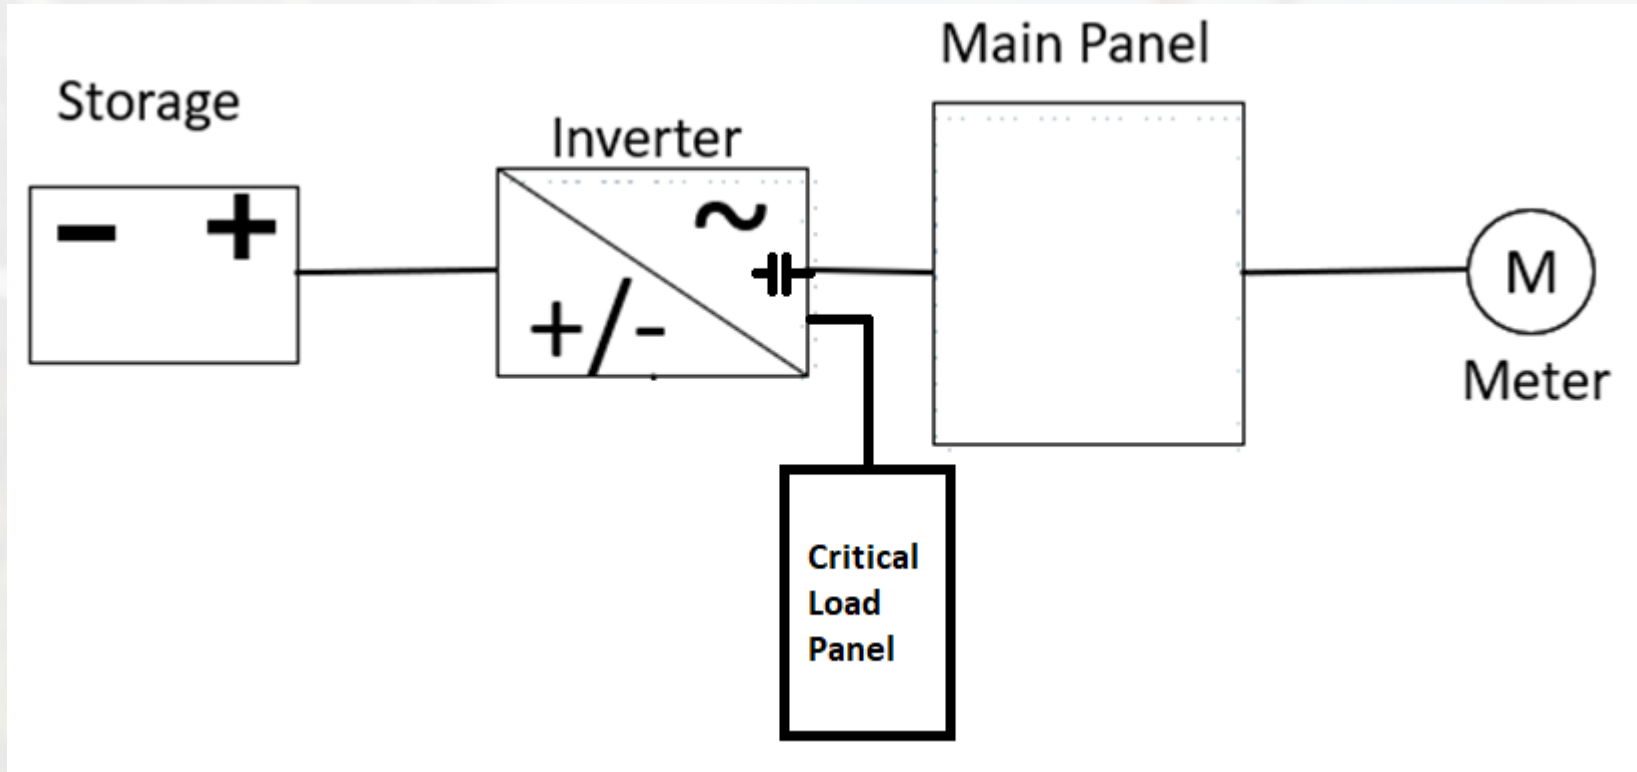 Main Panel
Storage
Inverter
- +
~
+/-
M
Meter
Critical
Load
Panel